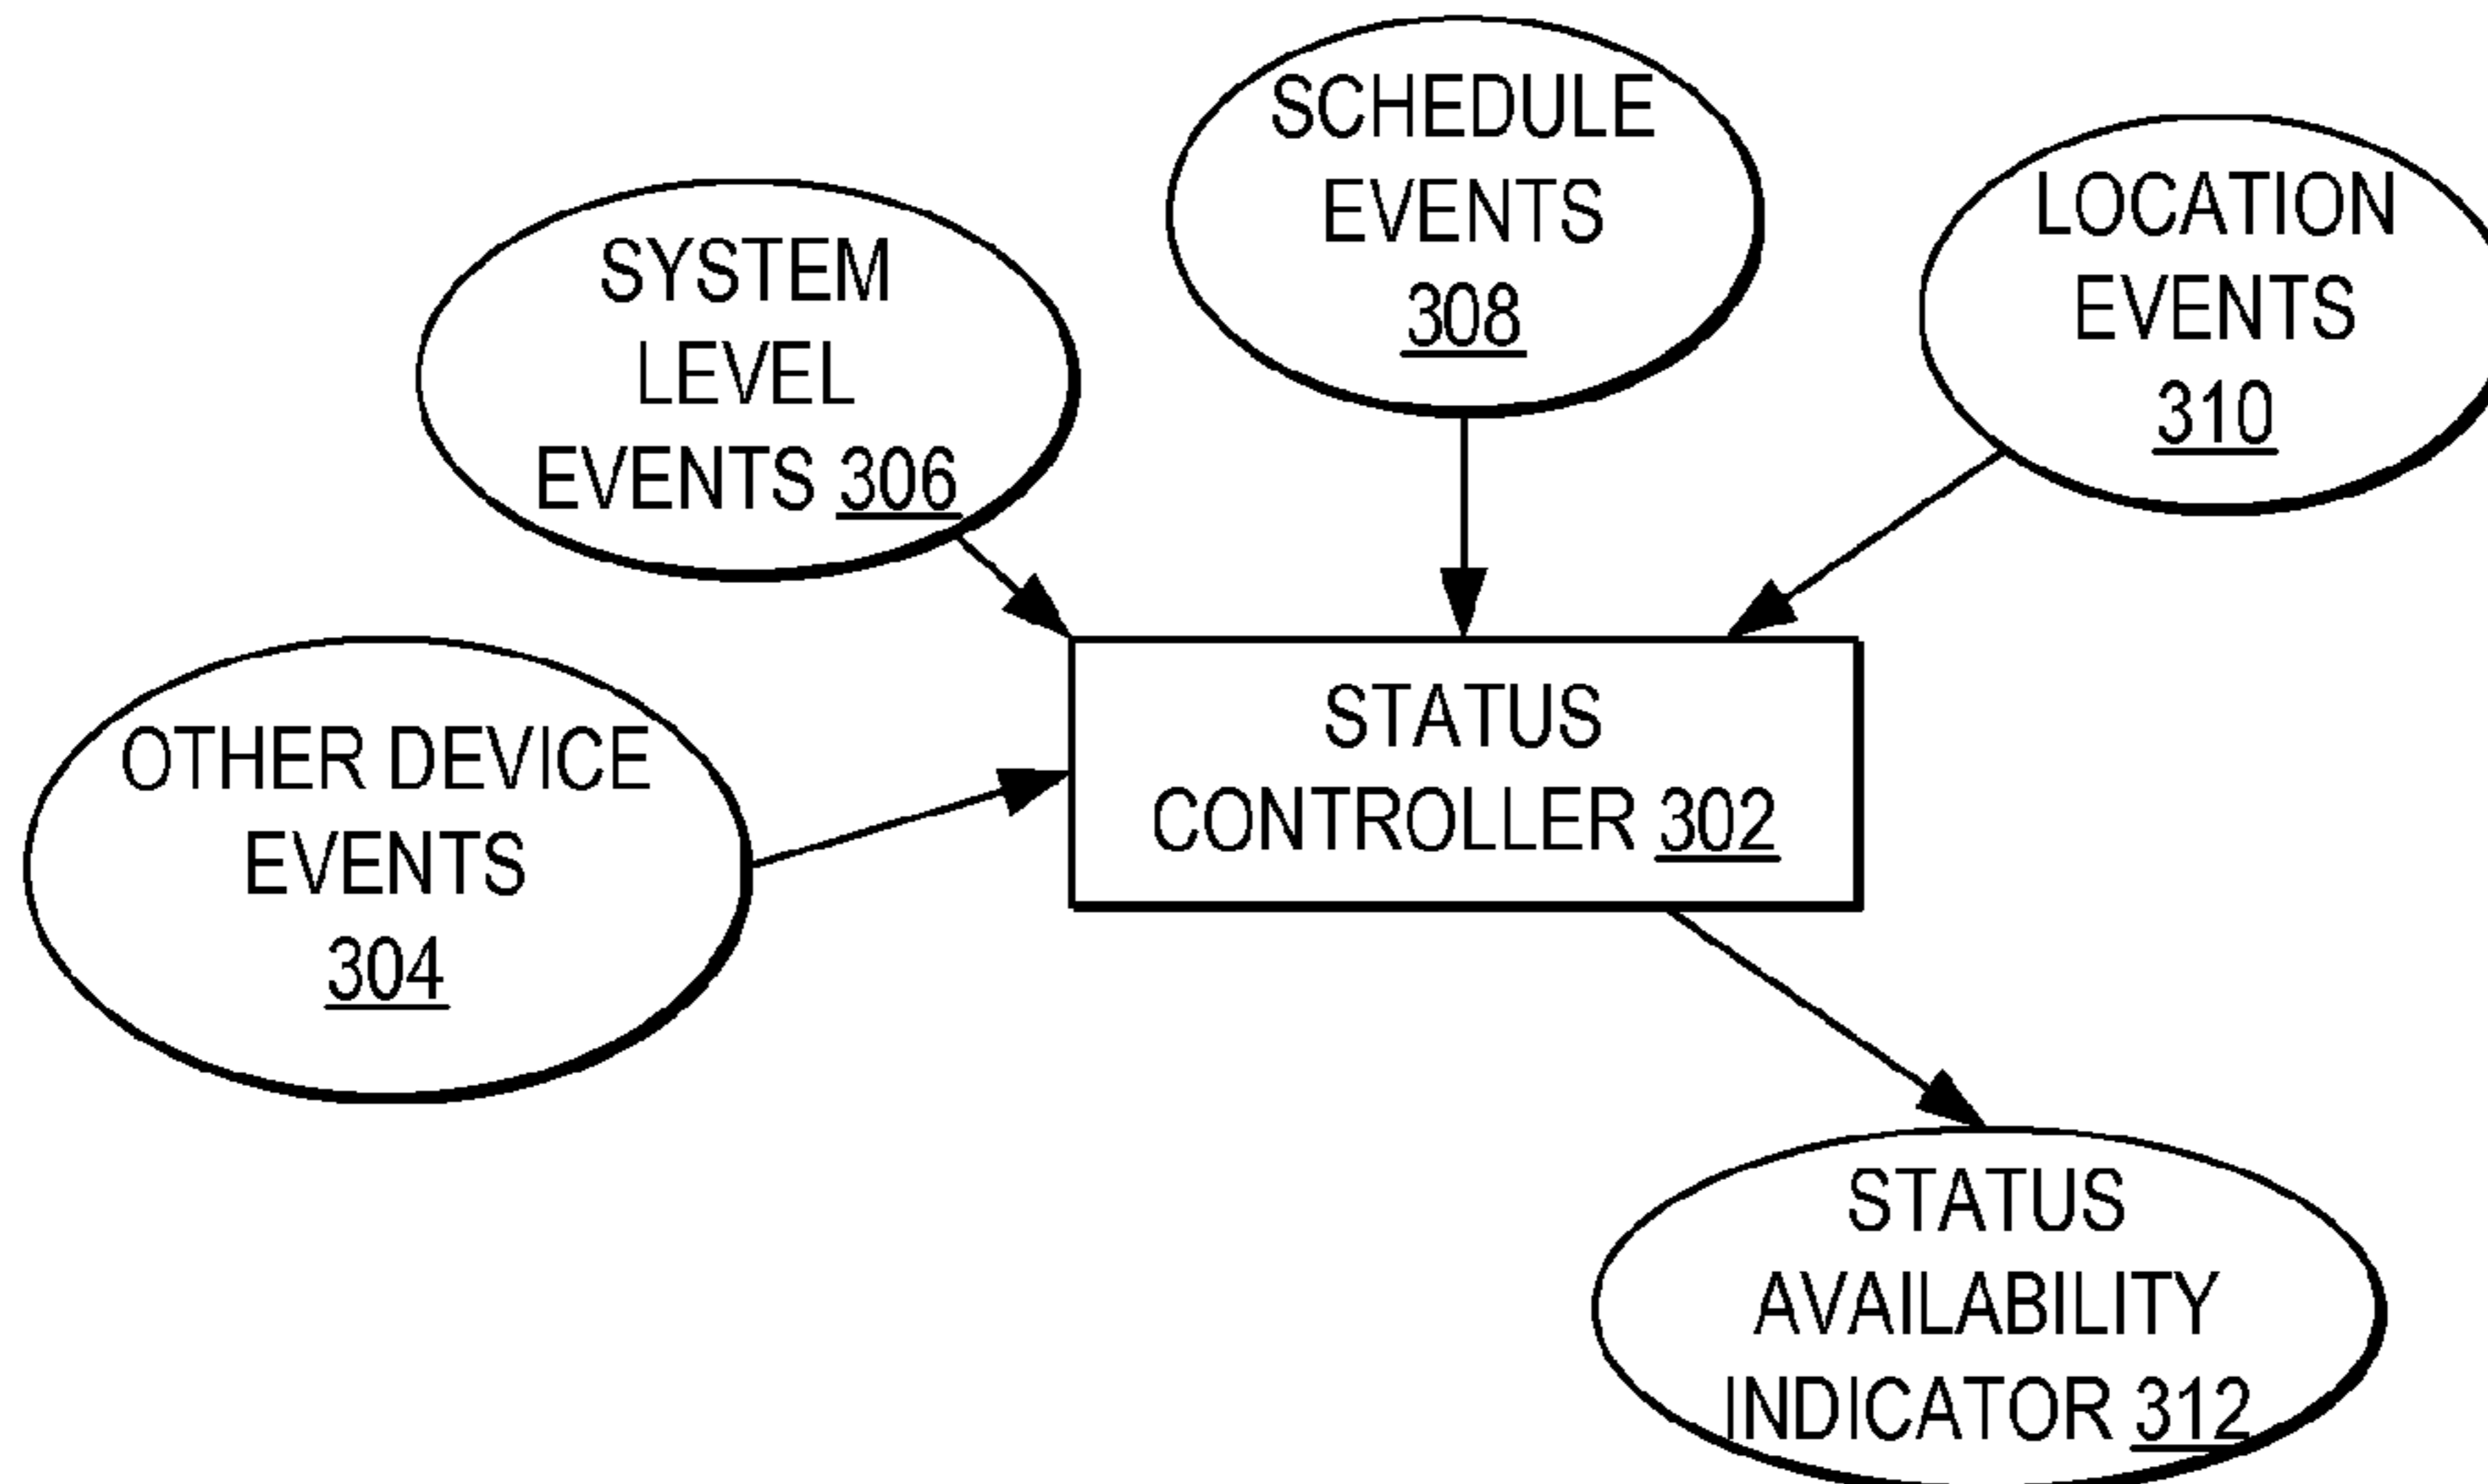 SCHEDULE
EVENTS
308
LOCATION
EVENTS
310
SYSTEM
LEVEL
EVENTS 306
STATUS
CONTROLLER 302
OTHER DEVICE
EVENTS
304
STATUS
AVAILABILITY
INDICATOR 312